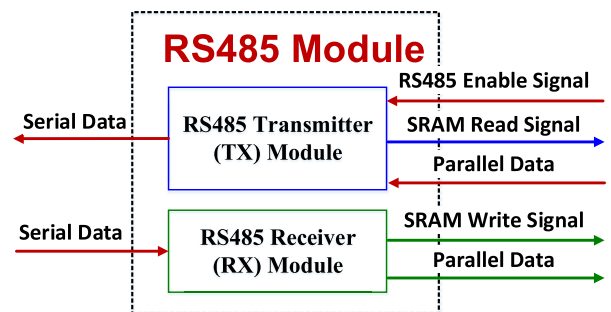 RS485 Module
RS485 Enable Signal
Serial Data
RS485 Transmitter
(TX) Module
SRAM Read Signal
Parallel Data
SRAM Write Signal
Serial Data
RS485 Receiver
(RX) Module
Parallel Data